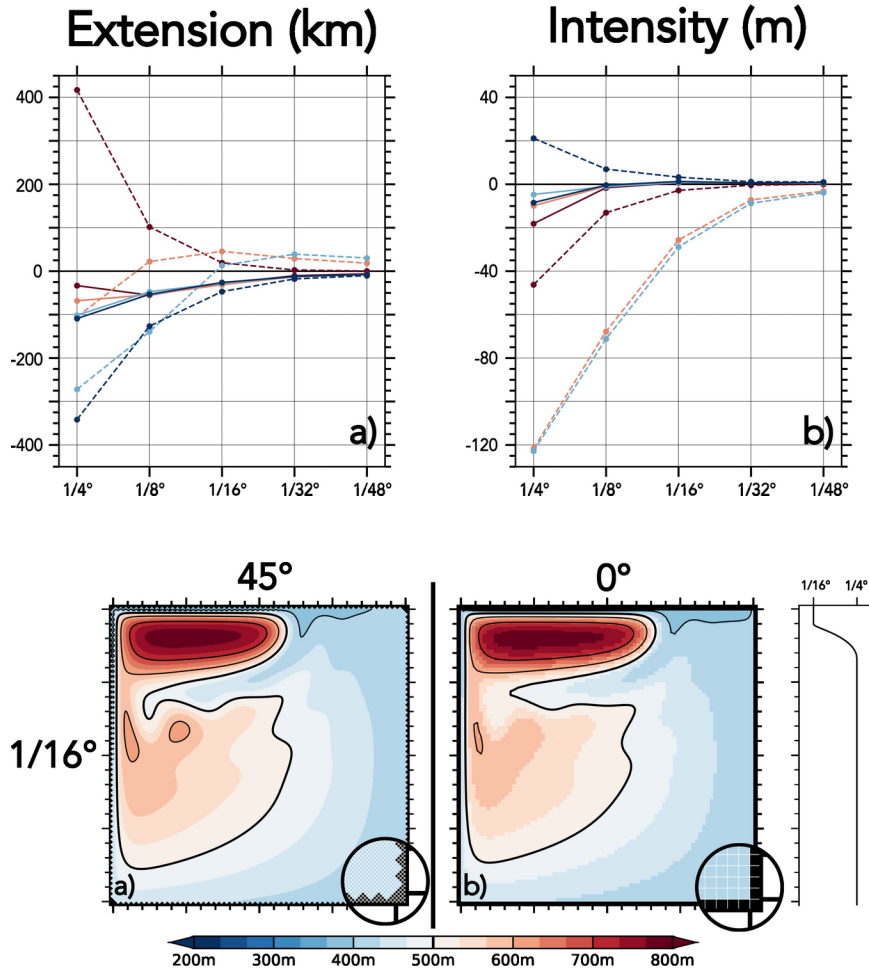 Extension (km)
Intensity (m)
400
200
0
-200
-400
a)
1/4° 1/8° 1/16° 1/32° 1/48°
40
0
-40
-80
-120
b)
1/4° 1/8° 1/16° 1/32° 1/48°
45°
0°
1/16° 1/4°
1/16°
a)
b)
200m 300m 400m 500m 600m 700m 800m